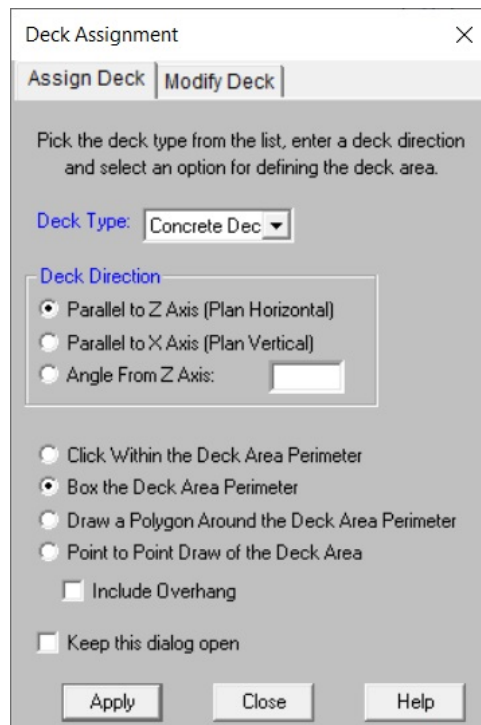 Deck Assignment
Assign Deck
Modify Deck
Pick the deck type from the list, enter a deck direction
and select an option for defining the deck area.
Deck Type: Concrete Dec
Deck Direction
Parallel to Z Axis (Plan Horizontal)
Parallel to X Axis (Plan Vertical)
Angle From Z Axis:
Click Within the Deck Area Perimeter
Box the Deck Area Perimeter
Draw a Polygon Around the Deck Area Perimeter
Point to Point Draw of the Deck Area
Include Overhang
Keep this dialog open
Apply
Close
Help